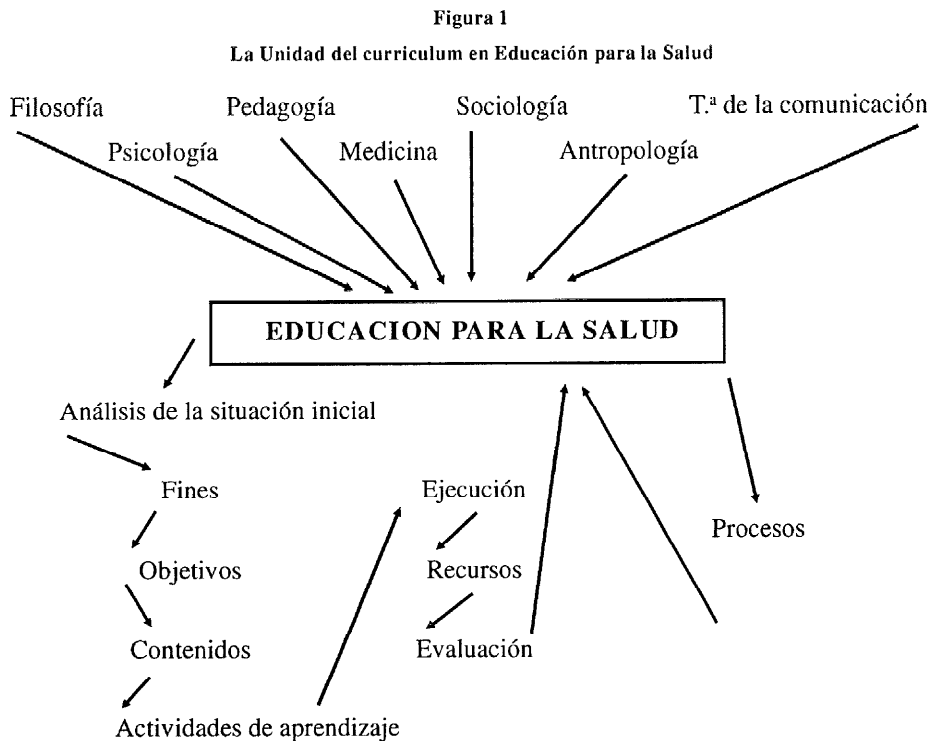 Figura 1
La Unidad del curriculum en Educación para la Salud
Filosofía
Pedagogía
Sociología
T.ª de la comunicación
Psicología
Medicina
Antropología
EDUCACION PARA LA SALUD
Análisis de la situación inicial
Fines
Ejecución
Procesos
Objetivos
Recursos
Contenidos
Evaluación
Actividades de aprendizaje